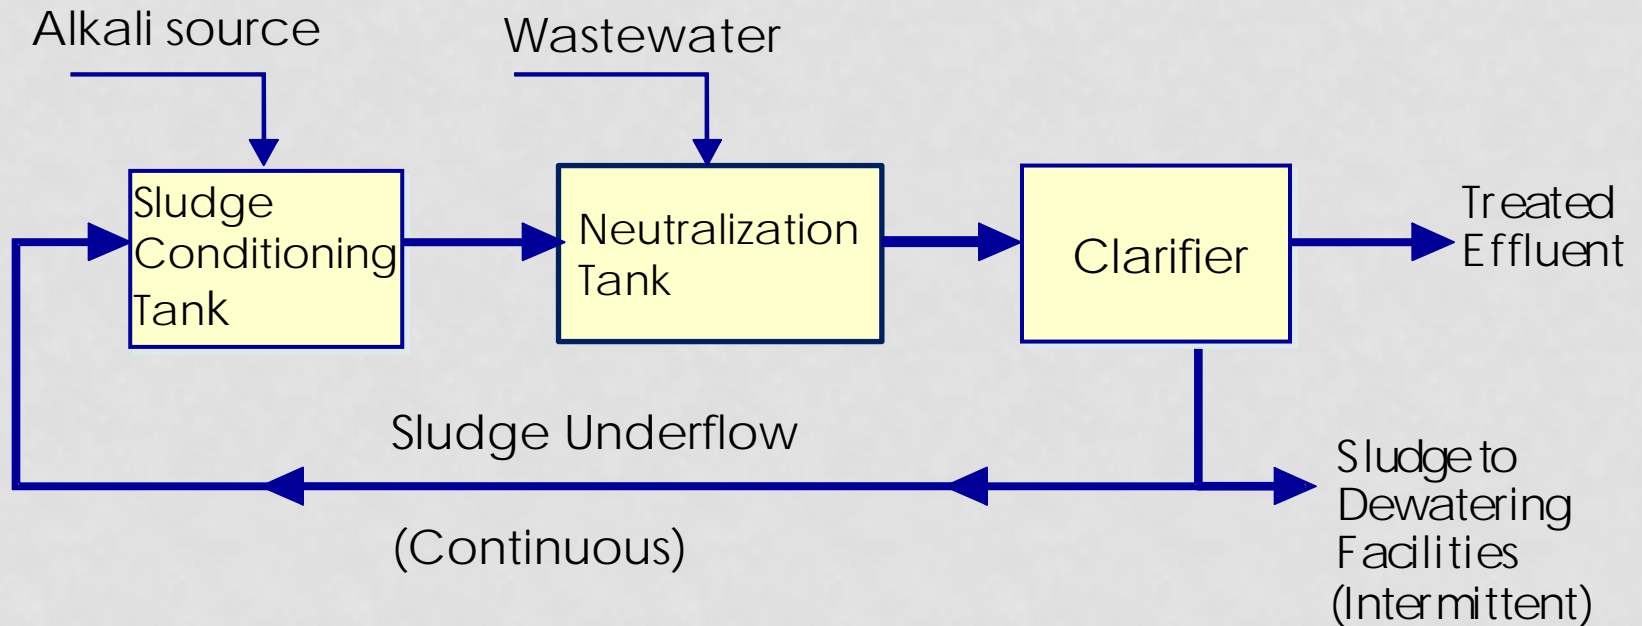 Alkali source
Wastewater
Sludge
Conditioning
Tank
Neutralization
Tank
Clarifier
Treated
Effluent
Sludge Underflow
(Continuous)
Sludge to
Dewatering
Facilities
(Intermittent)